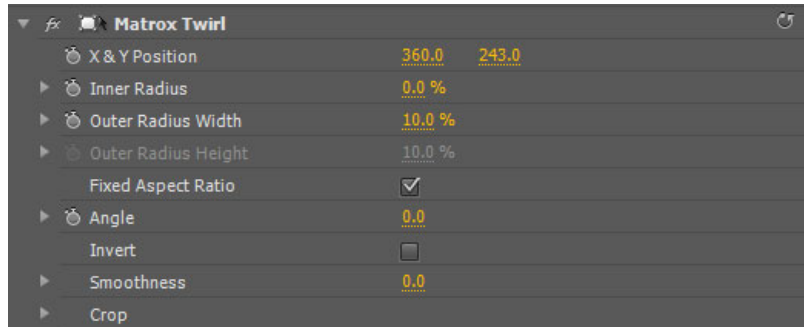 fx Matrox Twirl
X & Y Position 360.0 243.0
Inner Radius 0.0 %
Outer Radius Width 10.0 %
Outer Radius Height 10.0 %
Fixed Aspect Ratio
Angle 0.0
Invert
Smoothness 0.0
Crop